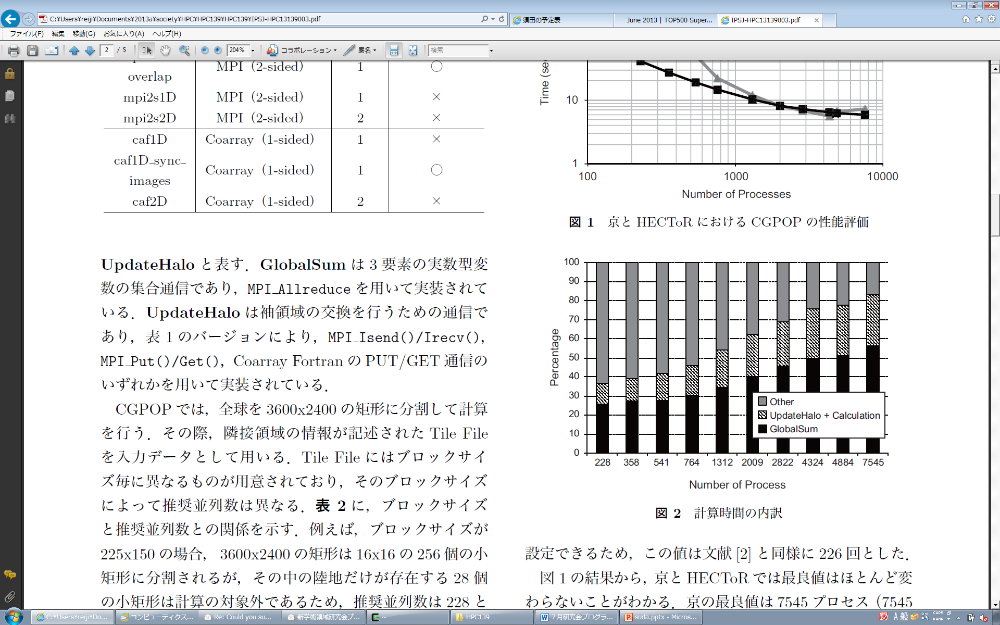 C:¥Users¥reiji¥Documents¥2013a¥society¥HPC¥HPC139¥HPC139¥IPSJ-HPC13139003.pdf
須田の予定表
June 2013 | TOP500 Super...
IPSJ-HPC13139003.pdf
ファイル(F) 編集 移動(G) お気に入り(A) ヘルプ(H)
2 / 5 204% コラボレーション 署名 検索
MPI (2-sided) 1 ○
overlap
mpi2s1D MPI (2-sided) 1 ×
mpi2s2D MPI (2-sided) 2 ×
caf1D Coarray (1-sided) 1 ×
caf1D_sync_
images Coarray (1-sided) 1 ○
caf2D Coarray (1-sided) 2 ×
UpdateHalo と表す．GlobalSum は 3 要素の実数型変
数の集合通信であり，MPI_Allreduce を用いて実装されて
いる．UpdateHalo は袖領域の交換を行うための通信で
あり，表 1 のバージョンにより，MPI_Isend()/Irecv()，
MPI_Put()/Get()，Coarray Fortran の PUT/GET 通信の
いずれかを用いて実装されている．
CGPOP では，全球を 3600x2400 の矩形に分割して計算
を行う．その際，隣接領域の情報が記述された Tile File
を入力データとして用いる．Tile File にはブロックサイ
ズ毎に異なるものが用意されており，そのブロックサイズ
によって推奨並列数は異なる．表 2 に，ブロックサイズ
と推奨並列数との関係を示す．例えば，ブロックサイズが
225x150 の場合， 3600x2400 の矩形は 16x16 の 256 個の小
矩形に分割されるが，その中の陸地だけが存在する 28 個
の小矩形は計算の対象外であるため，推奨並列数は 228 と
Time (sec
10
1
100 1000 10000
Number of Processes
図 1 京と HECToR における CGPOP の性能評価
100
90
80
70
60
50
40
30
20
10
0
Percentage
Other
UpdateHalo + Calculation
GlobalSum
228 358 541 764 1312 2009 2822 4324 4884 7545
Number of Process
図 2 計算時間の内訳
設定できるため，この値は文献 [2] と同様に 226 回とした．
図 1 の結果から，京と HECToR では最良値はほとんど変
わらないことがわかる．京の最良値は 7545 プロセス（7545
C:¥Users¥reiji¥Do...
コンピューティクス...
Re: Could you su...
新学術領域研究会プ...
~
HPC139
７月研究会プログラ...
suda.pptx - Micros...
A 般
CAPS
KANA